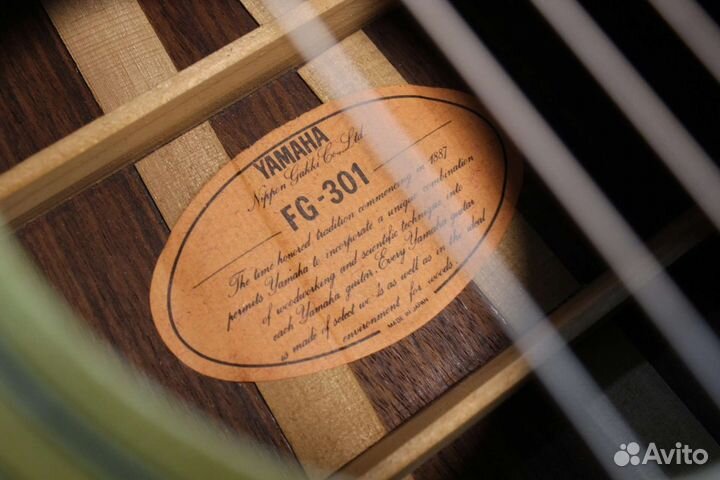 YAMAHA
Nippon Gakki Co., Ltd
FG-301
The time honored tradition commencing in 1887
permits Yamaha to incorporate a unique combination
of woodworking and scientific techniques into
each Yamaha guitar. Every Yamaha guitar
is made of select wo s as well as in the ideal
environment for woods
MADE IN JAPAN
Avito